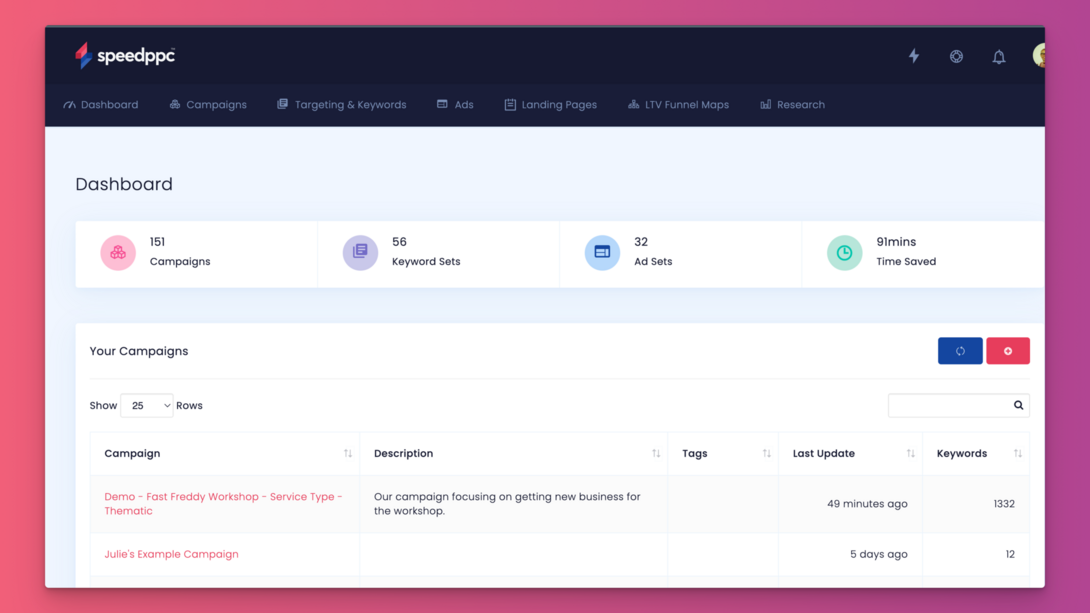 speedppc™
Dashboard Campaigns Targeting & Keywords Ads Landing Pages LTV Funnel Maps Research
Dashboard
151
Campaigns
56
Keyword Sets
32
Ad Sets
91mins
Time Saved
Your Campaigns
Show 25 Rows
Campaign Description Tags Last Update Keywords
Demo - Fast Freddy Workshop - Service Type -
Thematic
Our campaign focusing on getting new business for
the workshop.
49 minutes ago
1332
Julie's Example Campaign
5 days ago
12